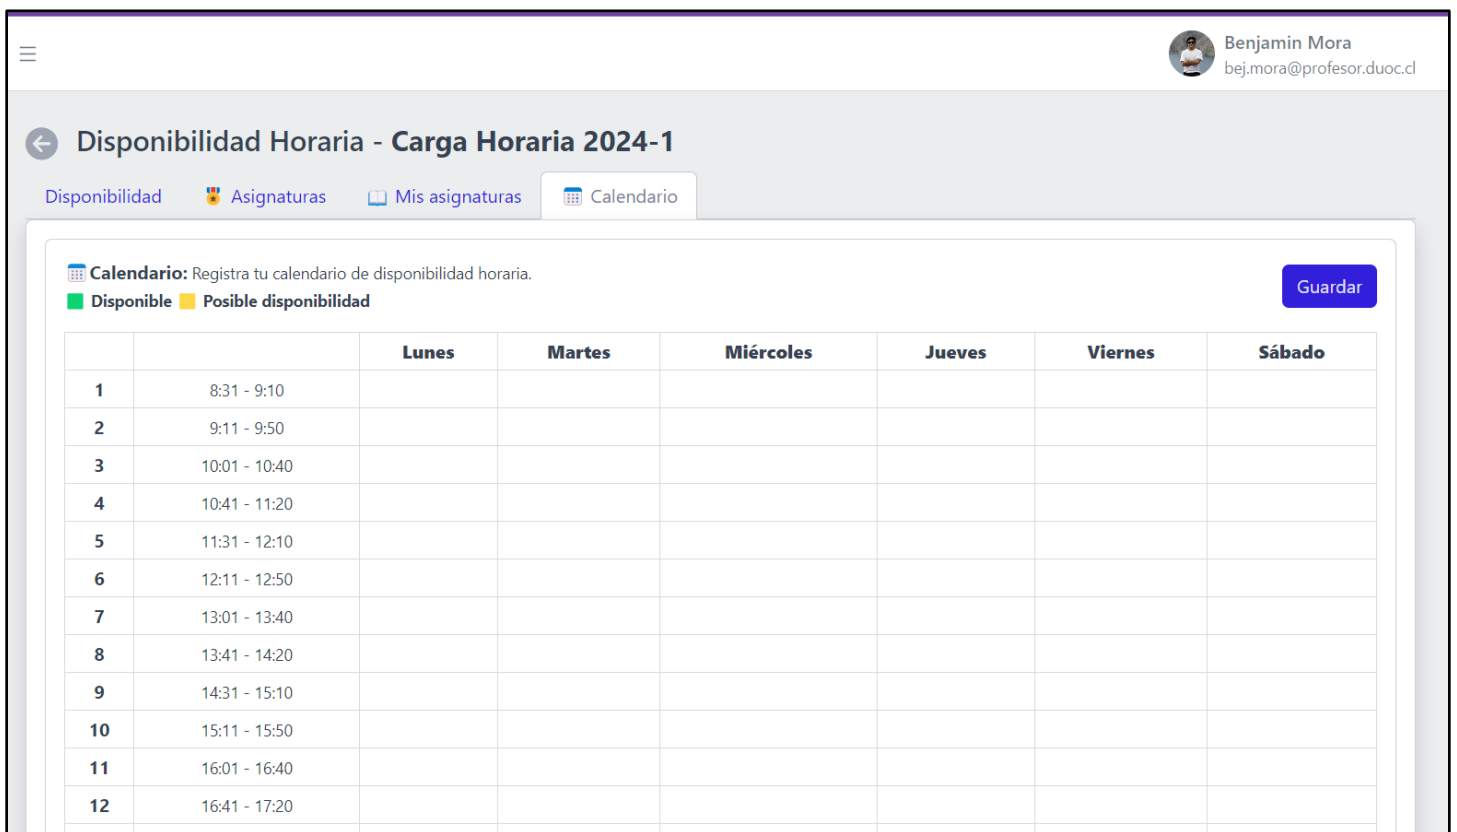 Benjamin Mora
bej.mora@profesor.duoc.cl
Disponibilidad Horaria - Carga Horaria 2024-1
Disponibilidad Asignaturas Mis asignaturas Calendario
Calendario: Registra tu calendario de disponibilidad horaria.
Guardar
Disponible Posible disponibilidad
Lunes Martes Miércoles Jueves Viernes Sábado
1 8:31 - 9:10
2 9:11 - 9:50
3 10:01 - 10:40
4 10:41 - 11:20
5 11:31 - 12:10
6 12:11 - 12:50
7 13:01 - 13:40
8 13:41 - 14:20
9 14:31 - 15:10
10 15:11 - 15:50
11 16:01 - 16:40
12 16:41 - 17:20